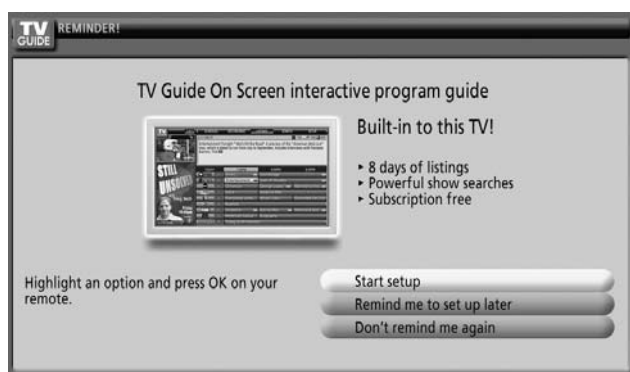 TV
GUIDE
REMINDER!
TV Guide On Screen interactive program guide
STILL
UNSOLVED
Built-in to this TV!
▸ 8 days of listings
▸ Powerful show searches
▸ Subscription free
Highlight an option and press OK on your
remote.
Start setup
Remind me to set up later
Don't remind me again